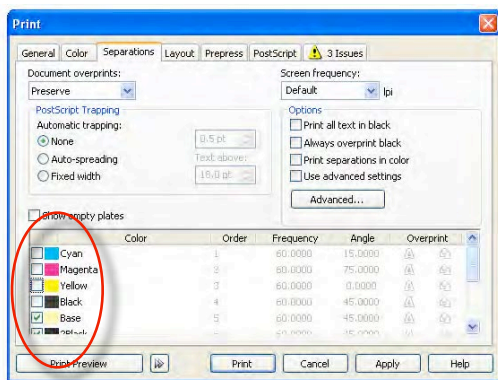 Print
General Color Separations Layout Prepress PostScript 3 Issues
Document overprints: Screen frequency:
Preserve Default lpi
PostScript Trapping Options
Automatic trapping: Print all text in black
None 0.5 pt Always overprint black
Auto-spreading Text above: Print separations in color
Fixed width 18.0 pt Use advanced settings
Advanced...
Show empty plates
Color Order Frequency Angle Overprint
Cyan 1 60.0000 15.0000
Magenta 2 60.0000 75.0000
Yellow 3 60.0000 0.0000
Black 4 60.0000 45.0000
Base 5 60.0000 45.0000
Print Preview Print Cancel Apply Help